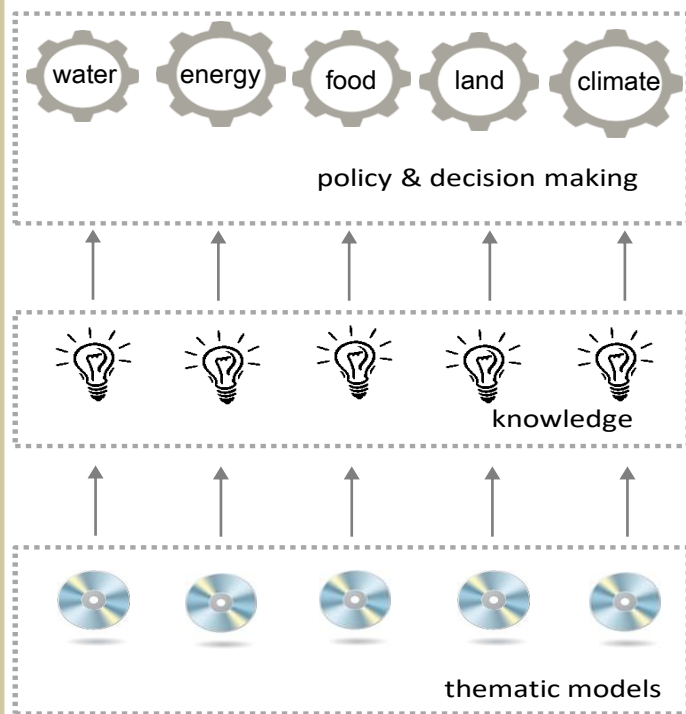 water energy food land climate
policy & decision making
knowledge
thematic models